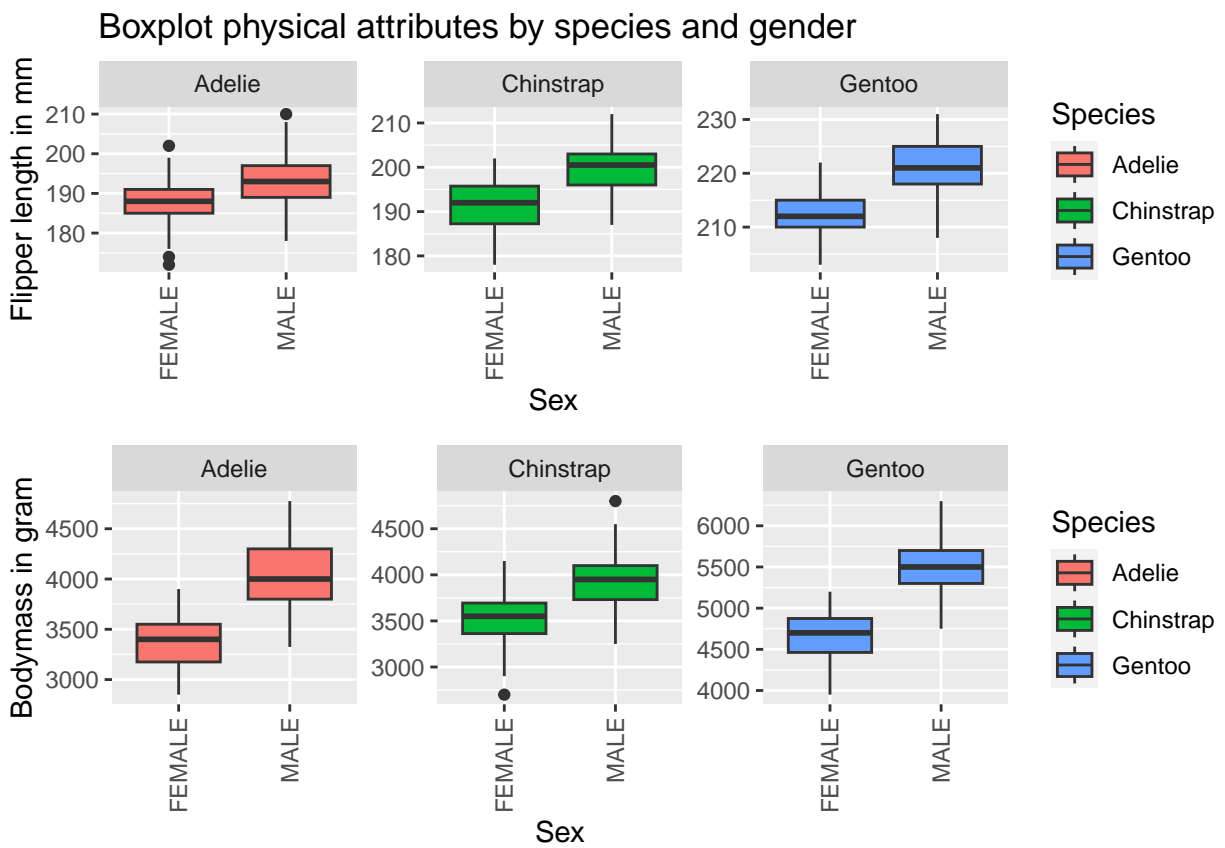 Boxplot physical attributes by species and gender
Flipper length in mm
Adelie
Chinstrap
Gentoo
210
200
190
180
210
200
190
180
230
220
210
FEMALE
MALE
FEMALE
MALE
FEMALE
MALE
Sex
Species
Adelie
Chinstrap
Gentoo
Bodymass in gram
Adelie
Chinstrap
Gentoo
4500
4000
3500
3000
4500
4000
3500
3000
6000
5500
5000
4500
4000
FEMALE
MALE
FEMALE
MALE
FEMALE
MALE
Sex
Species
Adelie
Chinstrap
Gentoo